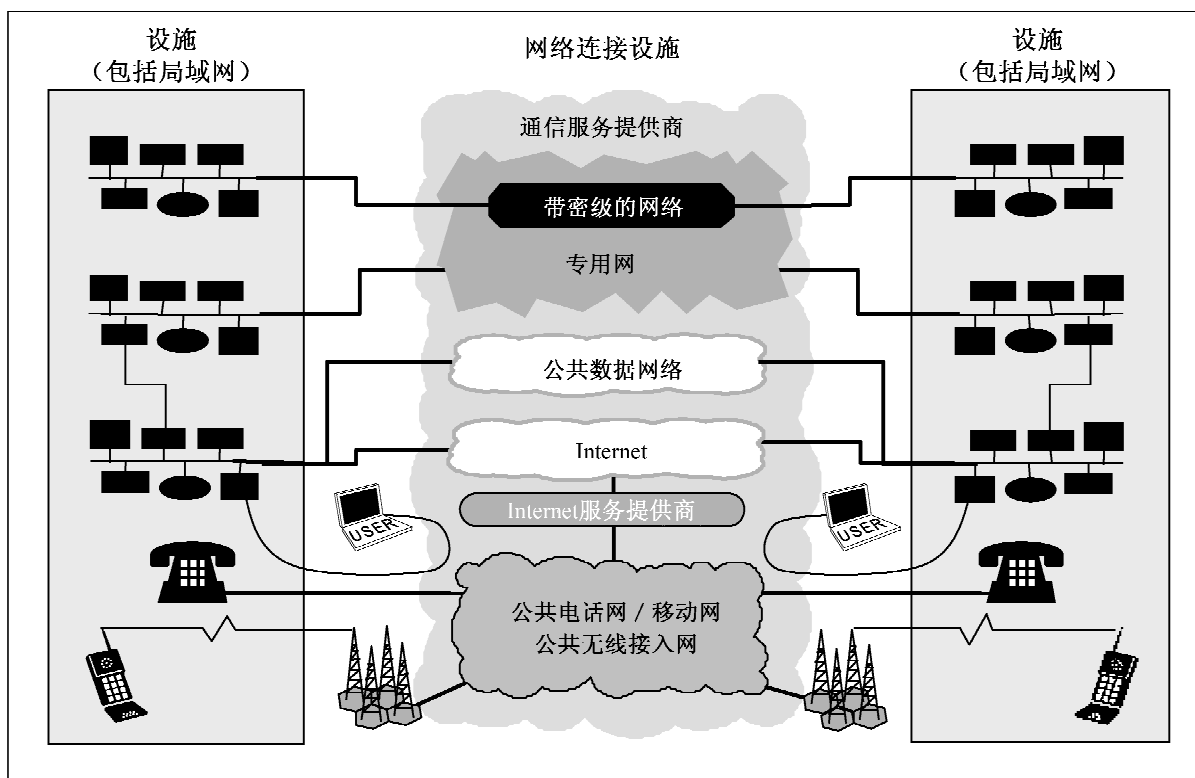 设施
（包括局域网）
网络连接设施
设施
（包括局域网）
通信服务提供商
带密级的网络
专用网
公共数据网络
Internet
Internet服务提供商
USER
USER
公共电话网 / 移动网
公共无线接入网